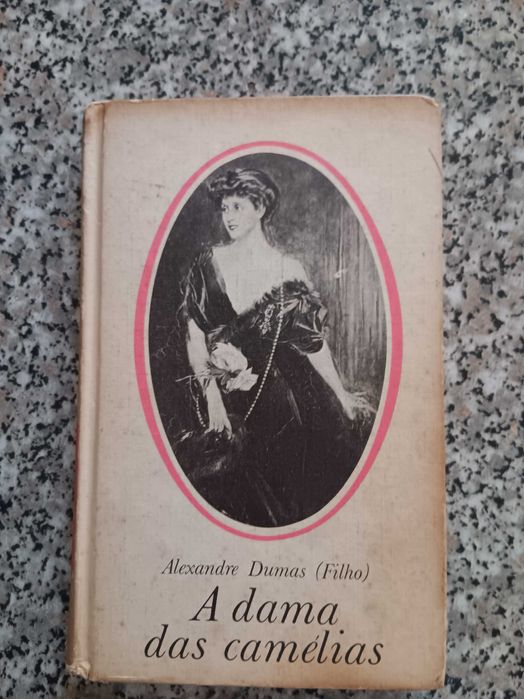 Alexandre Dumas (Filho)
A dama
das camélias